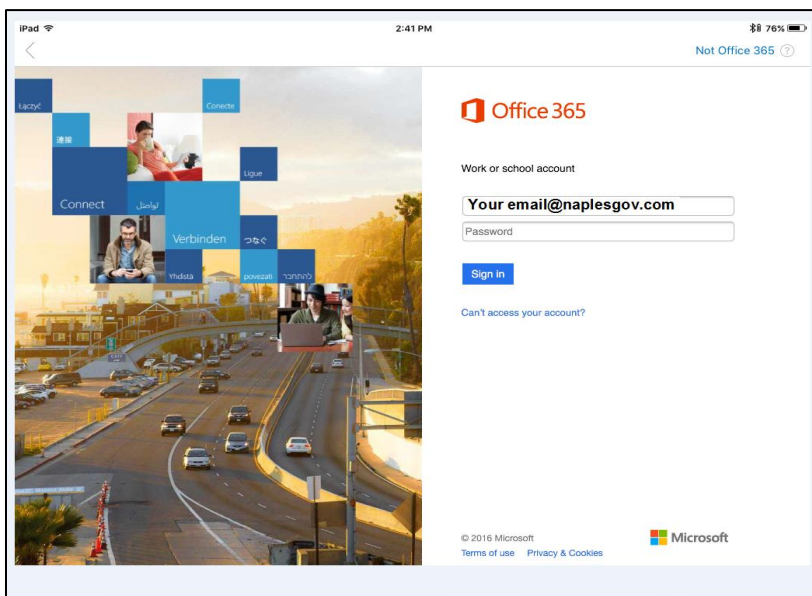 iPad
2:41 PM
76%
Not Office 365 ?
Łączyć
Conecte
連接
Ligue
Connect
تواصل
Verbinden
つなぐ
Yhdistä
povezati
להתחבר
Office 365
Work or school account
Your email@naplesgov.com
Password
Sign in
Can't access your account?
© 2016 Microsoft
Microsoft
Terms of use Privacy & Cookies